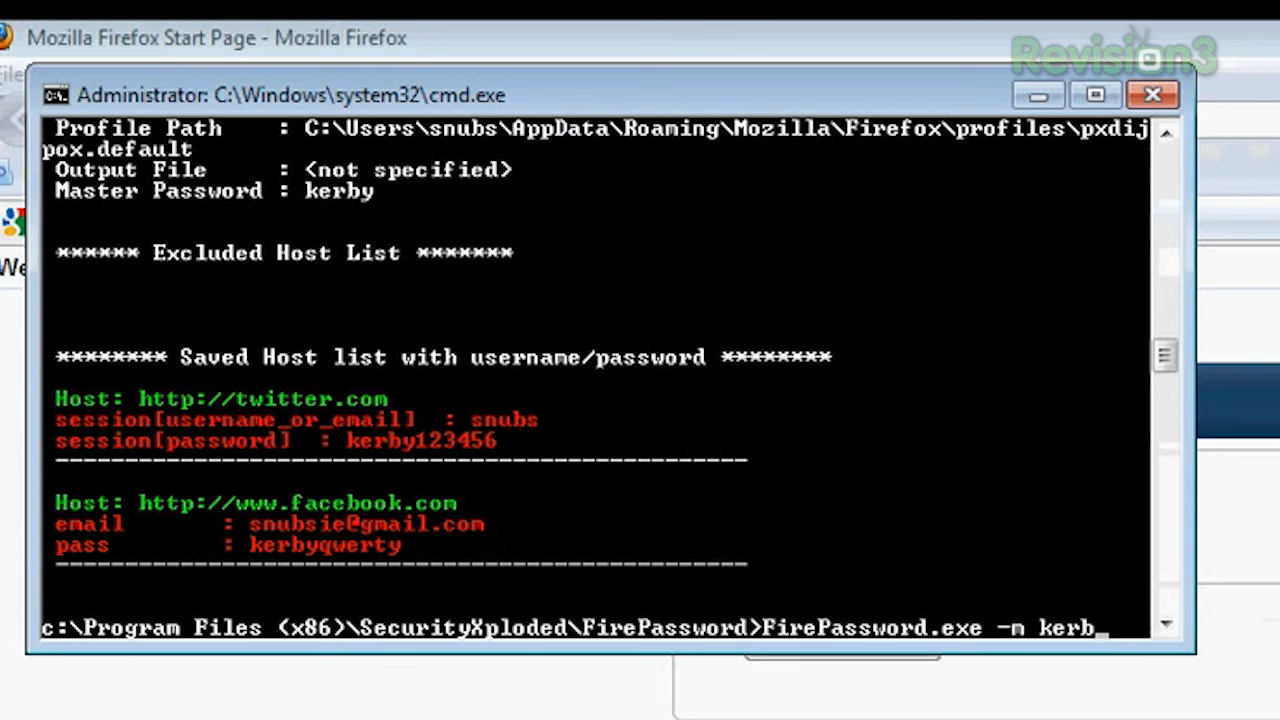 Mozilla Firefox Start Page - Mozilla Firefox
Revision3
Administrator: C:\Windows\system32\cmd.exe
Profile Path : C:\Users\snubs\AppData\Roaming\Mozilla\Firefox\profiles\pxdij
pox.default
Output File : <not specified>
Master Password : kerby
****** Excluded Host List *******
******** Saved Host list with username/password ********
Host: http://twitter.com
session[username_or_email] : snubs
session[password] : kerby123456
--------------------------------------------------
Host: http://www.facebook.com
email : snubsie@gmail.com
pass : kerbyqwerty
--------------------------------------------------
c:\Program Files (x86)\SecurityXploded\FirePassword>FirePassword.exe -m kerb_